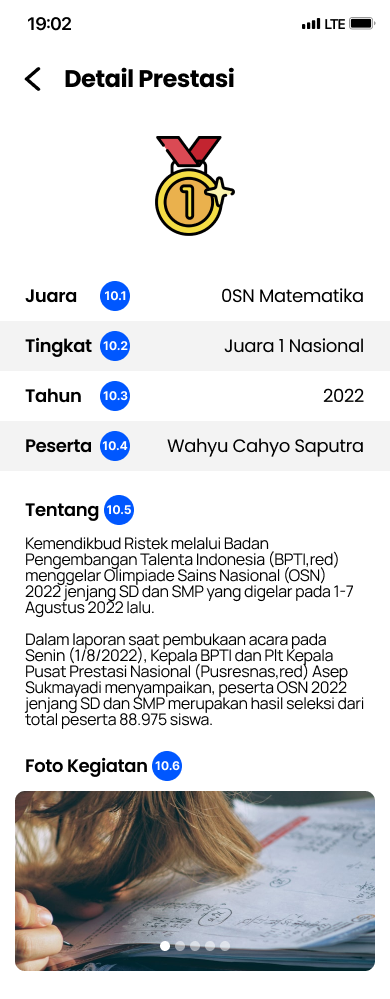 19:02 LTE
Detail Prestasi
1
Juara 10.1 0SN Matematika
Tingkat 10.2 Juara 1 Nasional
Tahun 10.3 2022
Peserta 10.4 Wahyu Cahyo Saputra
Tentang 10.5
Kemendikbud Ristek melalui Badan
Pengembangan Talenta Indonesia (BPTI,red)
menggelar Olimpiade Sains Nasional (OSN)
2022 jenjang SD dan SMP yang digelar pada 1-7
Agustus 2022 lalu.
Dalam laporan saat pembukaan acara pada
Senin (1/8/2022), Kepala BPTI dan Plt Kepala
Pusat Prestasi Nasional (Pusresnas,red) Asep
Sukmayadi menyampaikan, peserta OSN 2022
jenjang SD dan SMP merupakan hasil seleksi dari
total peserta 88.975 siswa.
Foto Kegiatan 10.6